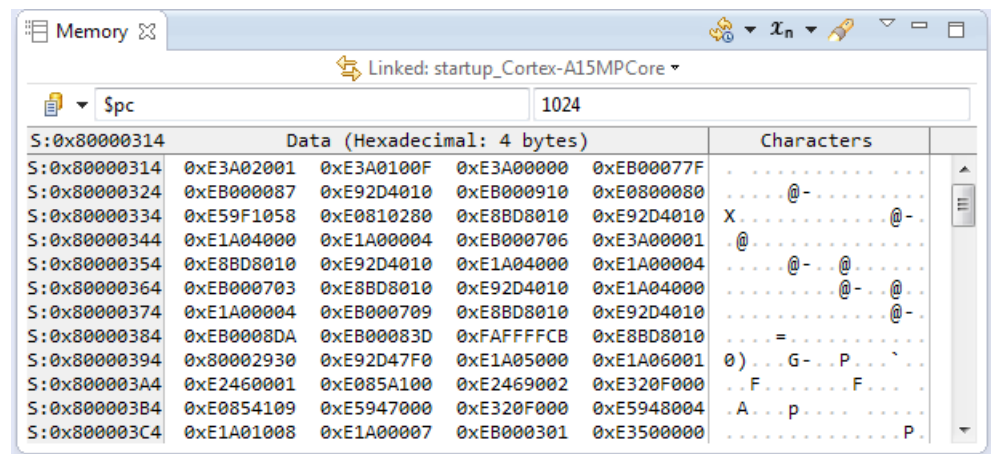 Memory
Linked: startup_Cortex-A15MPCore
$pc 1024
S:0x80000314 Data (Hexadecimal: 4 bytes) Characters
S:0x80000314 0xE3A02001 0xE3A0100F 0xE3A00000 0xEB00077F . . . . . . . . . . . . . . .
S:0x80000324 0xEB000087 0xE92D4010 0xEB000910 0xE0800080 . . . . . @ - . . . . . . . . .
S:0x80000334 0xE59F1058 0xE0810280 0xE8BD8010 0xE92D4010 X . . . . . . . . . . . . @ - .
S:0x80000344 0xE1A04000 0xE1A00004 0xEB000706 0xE3A00001 . @ . . . . . . . . . . . . . .
S:0x80000354 0xE8BD8010 0xE92D4010 0xE1A04000 0xE1A00004 . . . . . @ - . . @ . . . . . .
S:0x80000364 0xEB000703 0xE8BD8010 0xE92D4010 0xE1A04000 . . . . . . . . . @ - . . @ . .
S:0x80000374 0xE1A00004 0xEB000709 0xE8BD8010 0xE92D4010 . . . . . . . . . . . . . @ - .
S:0x80000384 0xEB0008DA 0xEB00083D 0xFAFFFFCB 0xE8BD8010 . . . . = . . . . . . . . . . .
S:0x80000394 0x80002930 0xE92D47F0 0xE1A05000 0xE1A06001 0 ) . . . G - . . P . . . ` . .
S:0x800003A4 0xE2460001 0xE085A100 0xE2469002 0xE320F000 . . F . . . . . . . F . . . .
S:0x800003B4 0xE0854109 0xE5947000 0xE320F000 0xE5948004 . A . . . p . . . . . . . . .
S:0x800003C4 0xE1A01008 0xE1A00007 0xEB000301 0xE3500000 . . . . . . . . . . . . . . P .